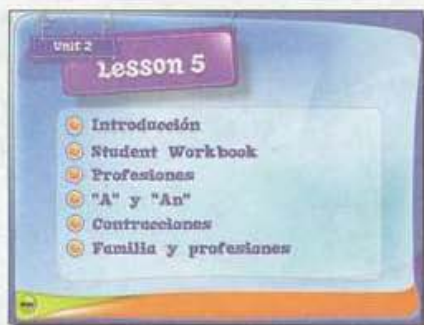 Unit 2
Lesson 5
Introducción
Student Workbook
Profesiones
"A" y "An"
Contracciones
Familia y profesiones